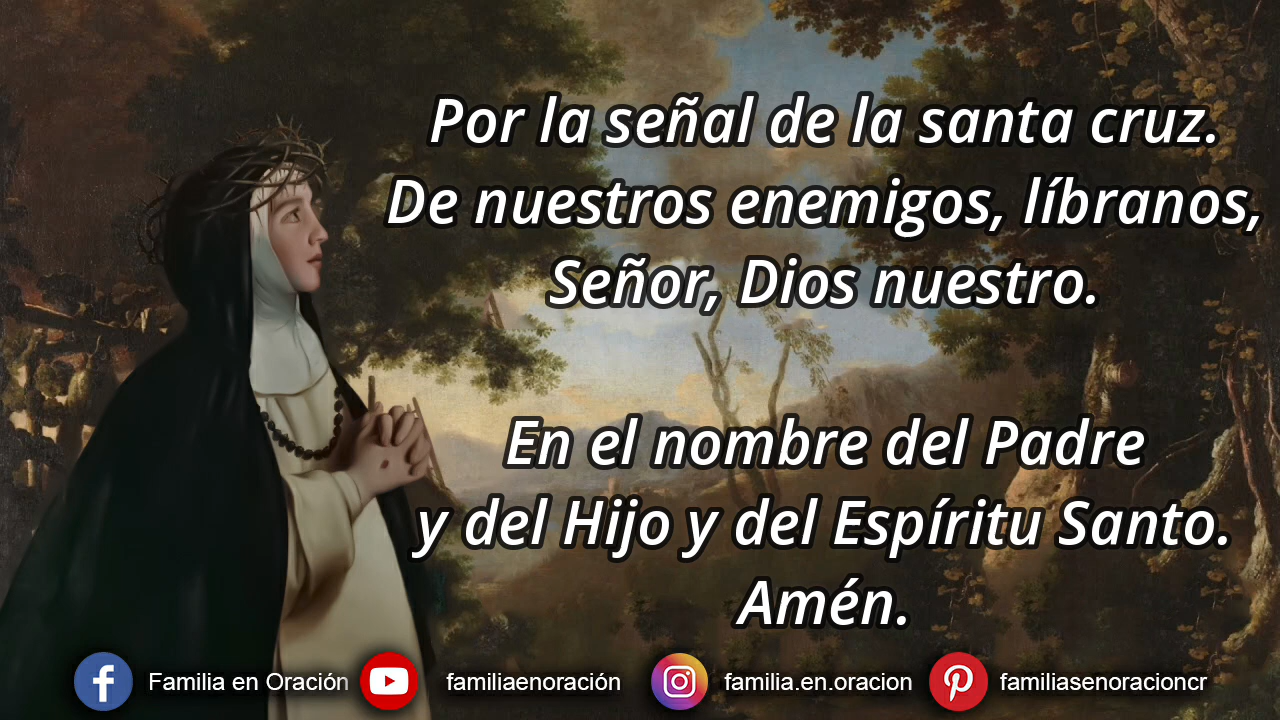 Por la señal de la santa cruz.
De nuestros enemigos, líbranos,
Señor, Dios nuestro.
En el nombre del Padre
y del Hijo y del Espíritu Santo.
Amén.
Familia en Oración familiaenoración familia.en.oracion familiasenoracioncr